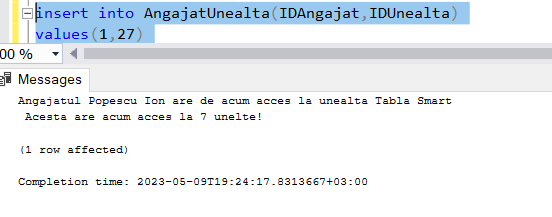 insert into AngajatUnealta(IDAngajat,IDUnealta)
values(1,27)
00 %
Messages
Angajatul Popescu Ion are de acum acces la unealta Tabla Smart
Acesta are acum acces la 7 unelte!
(1 row affected)
Completion time: 2023-05-09T19:24:17.8313667+03:00